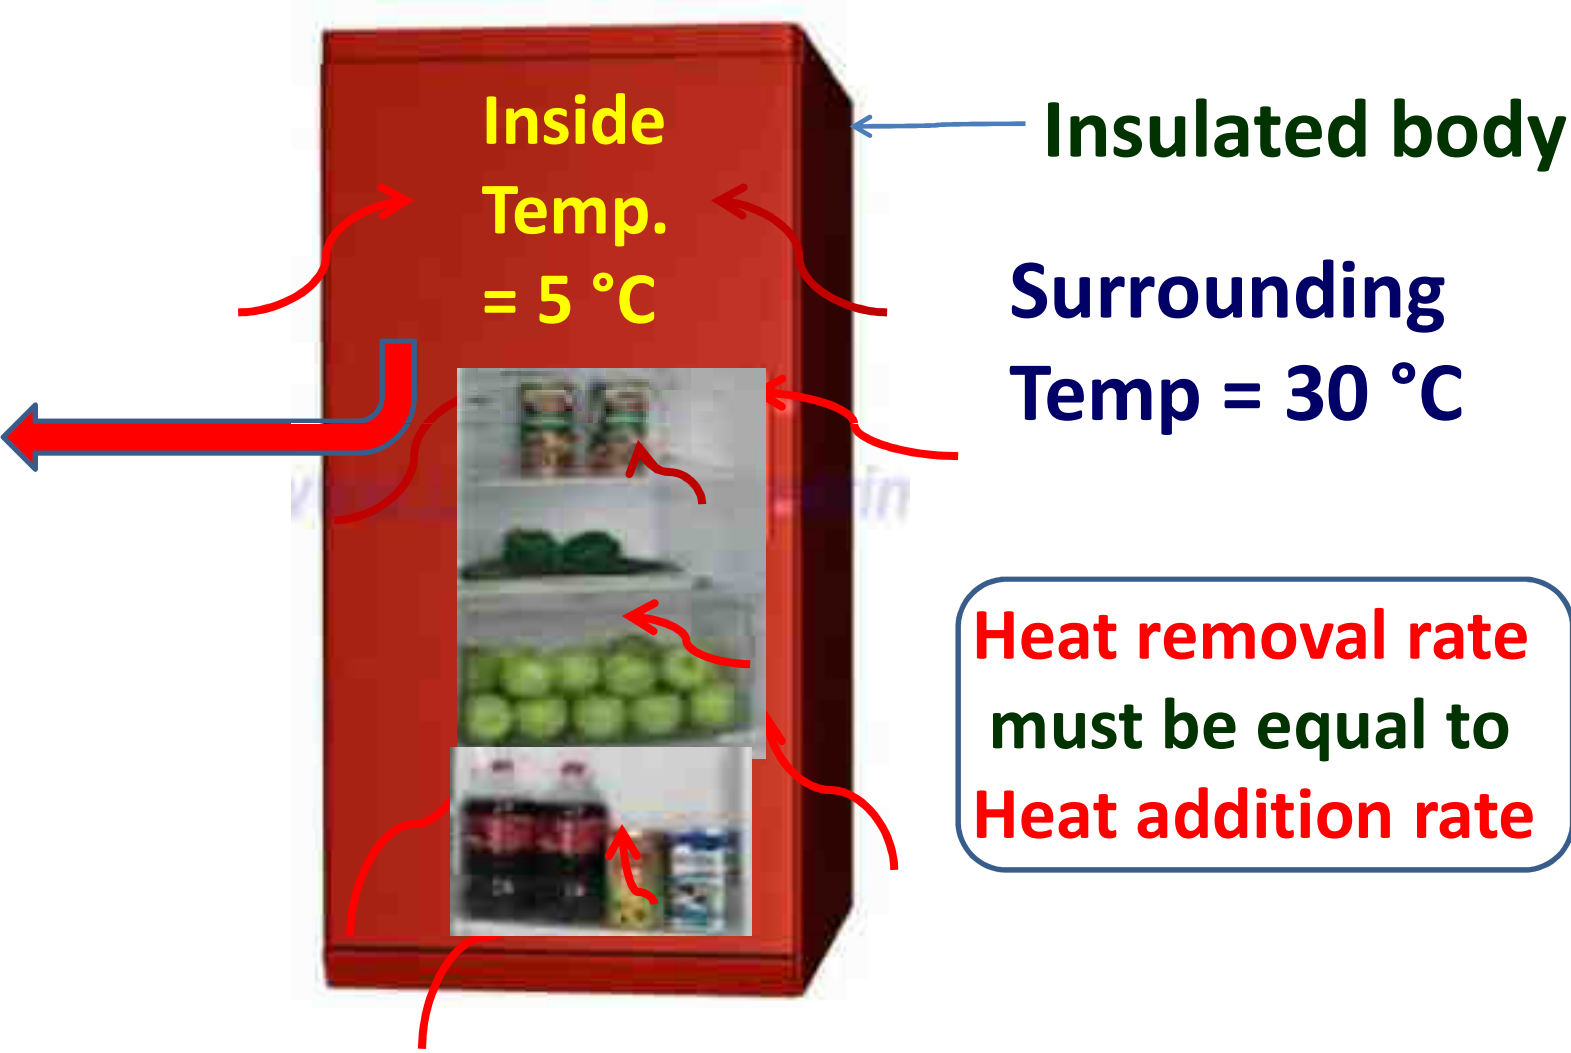 Inside
Temp.
= 5 °C
Insulated body
Surrounding
Temp = 30 °C
Heat removal rate
must be equal to
Heat addition rate